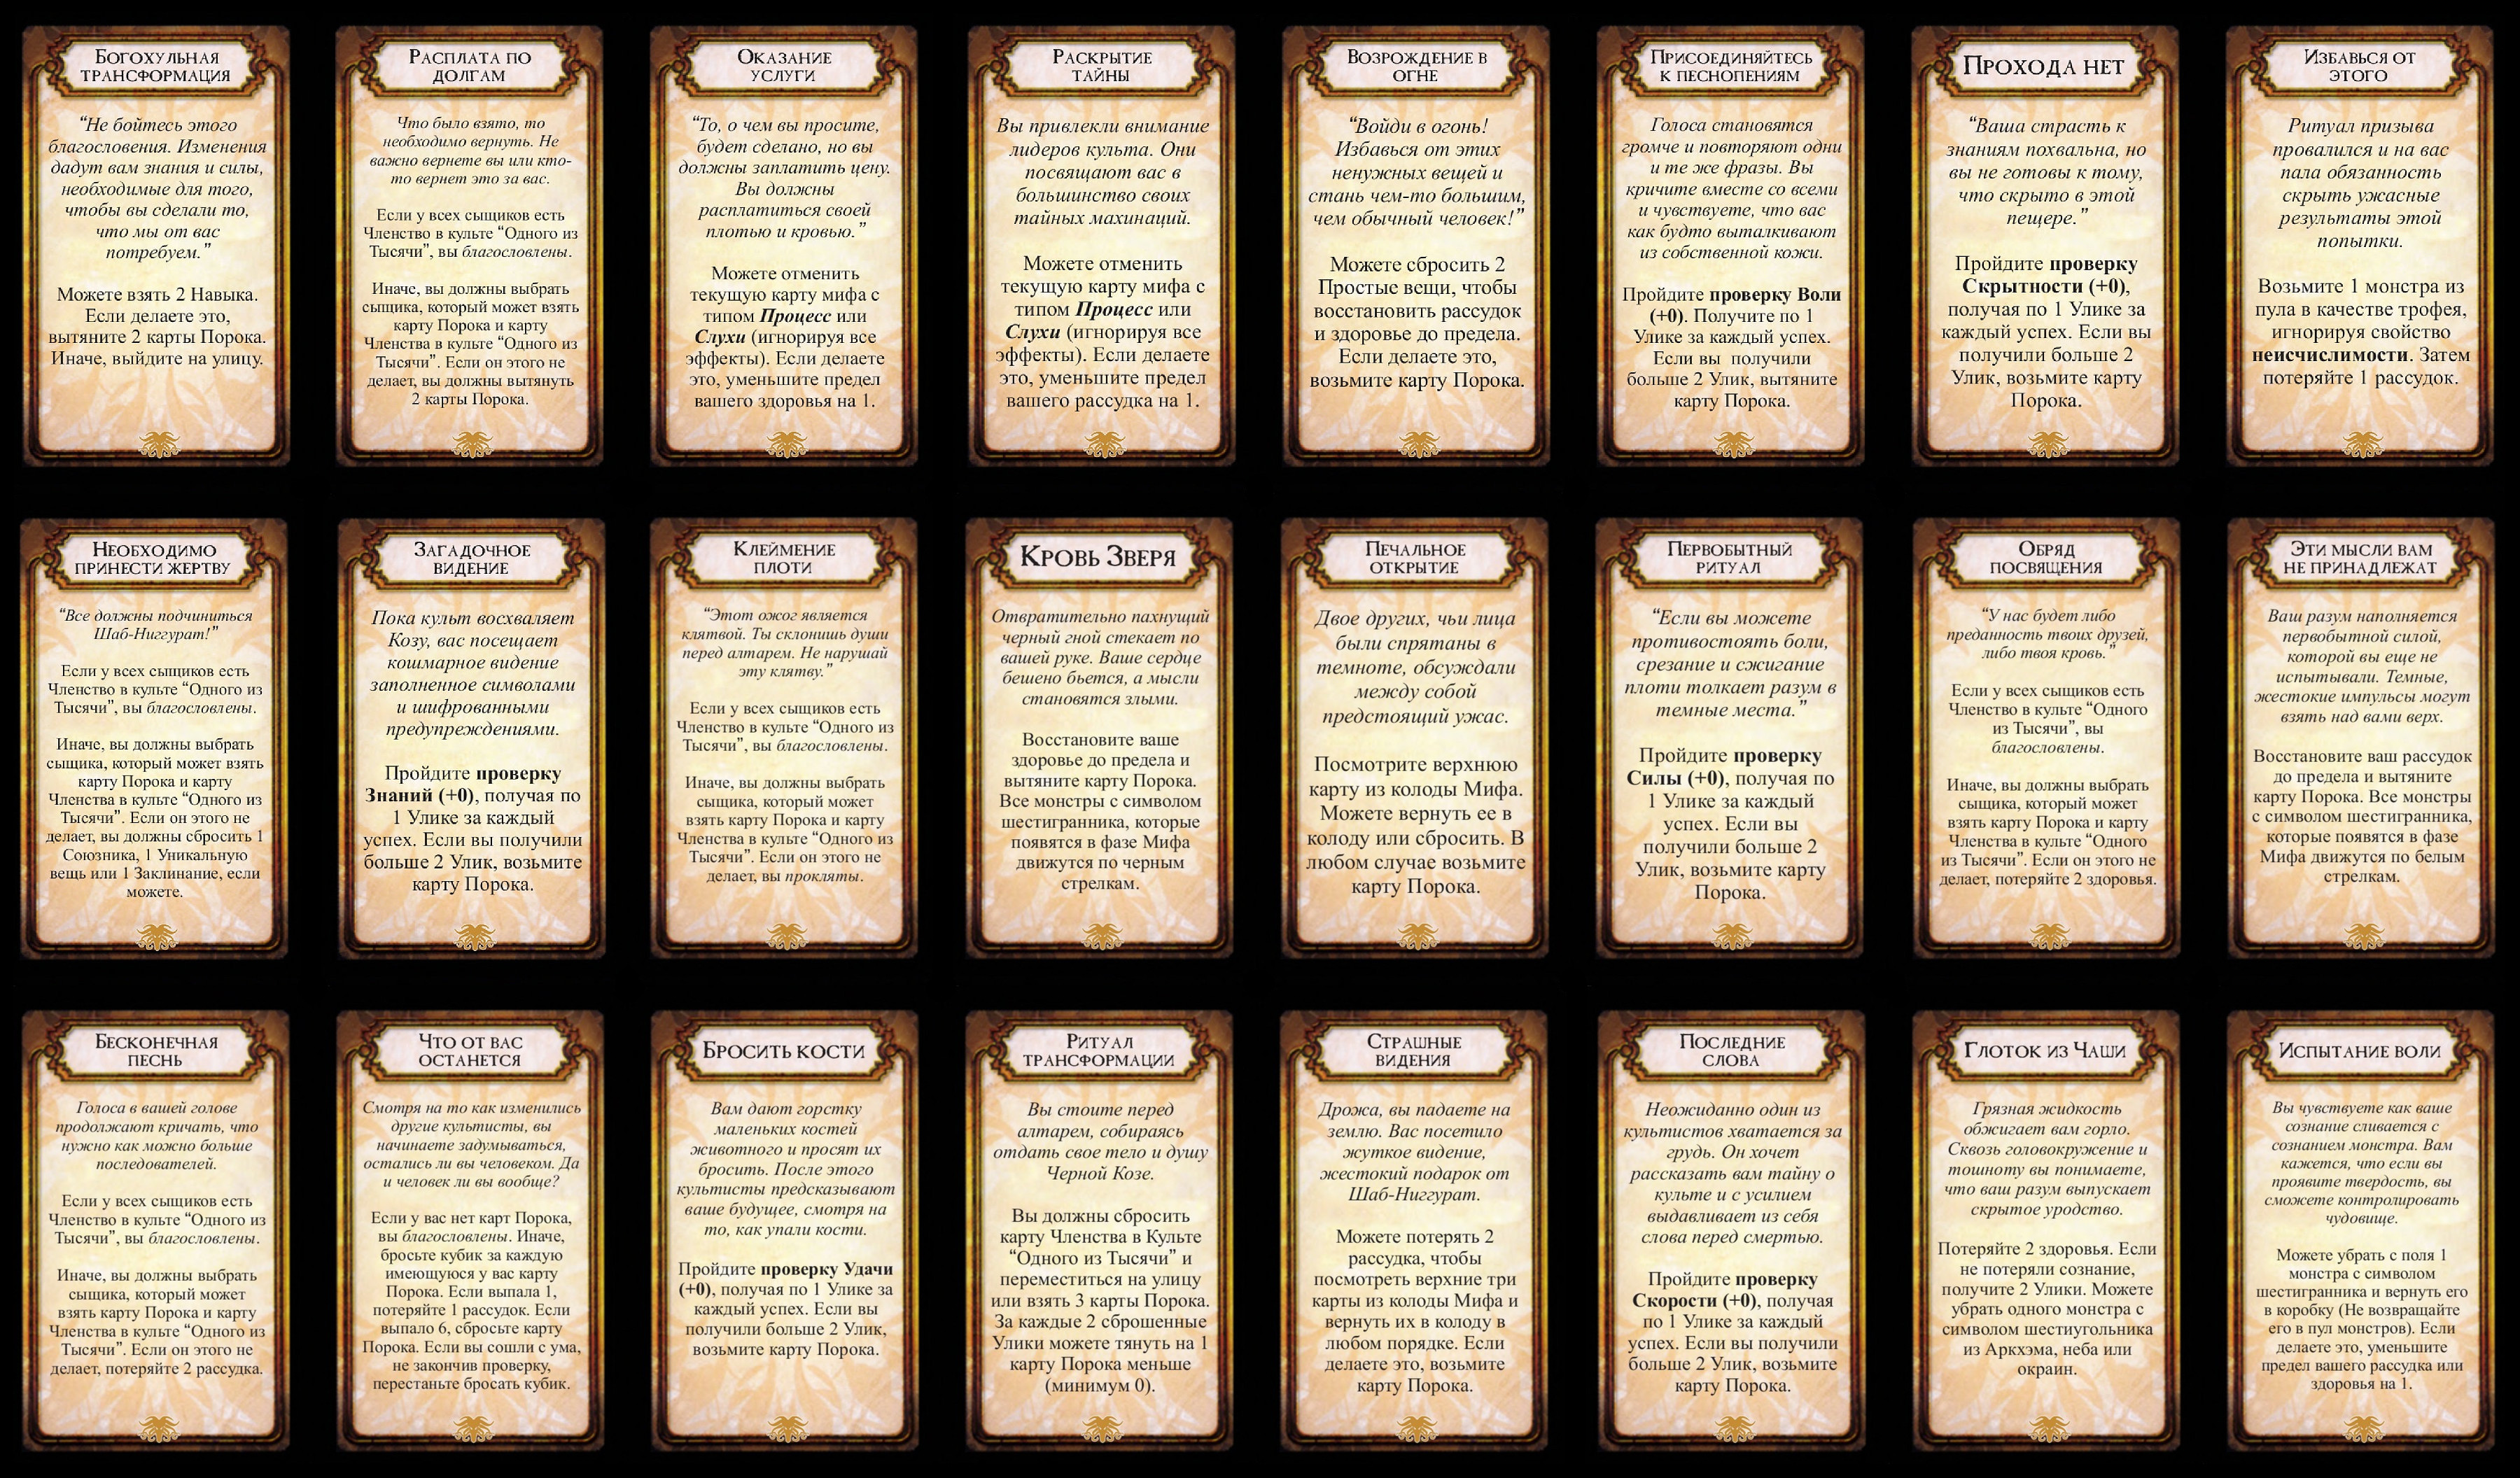 Богохульная
трансформация
"Не бойтесь этого
благословения. Изменения
дадут вам знания и силы,
необходимые для того,
чтобы вы сделали то,
что мы от вас
потребуем."
Можете взять 2 Навыка.
Если делаете это,
вытяните 2 карты Порока.
Иначе, выйдите на улицу.
Расплата по
долгам
Что было взято, то
необходимо вернуть. Не
важно вернете вы или кто-
то вернет это за вас.
Если у всех сыщиков есть
Членство в культе "Одного из
Тысячи", вы благословлены.
Иначе, вы должны выбрать
сыщика, который может взять
карту Порока и карту
Членства в культе "Одного из
Тысячи". Если он этого не
делает, вы должны вытянуть
2 карты Порока.
Оказание
услуги
"То, о чем вы просите,
будет сделано, но вы
должны заплатить цену.
Вы должны
расплатиться своей
плотью и кровью."
Можете отменить
текущую карту мифа с
типом Процесс или
Слухи (игнорируя все
эффекты). Если делаете
это, уменьшите предел
вашего здоровья на 1.
Раскрытие
тайны
Вы привлекли внимание
лидеров культа. Они
посвящают вас в
большинство своих
тайных махинаций.
Можете отменить
текущую карту мифа с
типом Процесс или
Слухи (игнорируя все
эффекты). Если делаете
это, уменьшите предел
вашего рассудка на 1.
Возрождение в
огне
"Войди в огонь!
Избавься от этих
ненужных вещей и
стань чем-то большим,
чем обычный человек!"
Можете сбросить 2
Простые вещи, чтобы
восстановить рассудок
и здоровье до предела.
Если делаете это,
возьмите карту Порока.
Присоединяйтесь
к песнопениям
Голоса становятся
громче и повторяют одни
и те же фразы. Вы
кричите вместе со всеми
и чувствуете, что вас
как будто выталкивают
из собственной кожи.
Пройдите проверку Воли
(+0). Получите по 1
Улике за каждый успех.
Если вы получили
больше 2 Улик, вытяните
карту Порока.
Прохода нет
"Ваша страсть к
знаниям похвальна, но
вы не готовы к тому,
что скрыто в этой
пещере."
Пройдите проверку
Скрытности (+0),
получая по 1 Улике за
каждый успех. Если вы
получили больше 2
Улик, возьмите карту
Порока.
Избавься от
этого
Ритуал призыва
провалился и на вас
пала обязанность
скрыть ужасные
результаты этой
попытки.
Возьмите 1 монстра из
пула в качестве трофея,
игнорируя свойство
неисчислимости. Затем
потеряйте 1 рассудок.
Необходимо
принести жертву
"Все должны подчиниться
Шаб-Ниггурат!"
Если у всех сыщиков есть
Членство в культе "Одного из
Тысячи", вы благословлены.
Иначе, вы должны выбрать
сыщика, который может взять
карту Порока и карту
Членства в культе "Одного из
Тысячи". Если он этого не
делает, вы должны сбросить 1
Союзника, 1 Уникальную
вещь или 1 Заклинание, если
можете.
Загадочное
видение
Пока культ восхваляет
Козу, вас посещает
кошмарное видение
заполненное символами
и шифрованными
предупреждениями.
Пройдите проверку
Знаний (+0), получая по
1 Улике за каждый
успех. Если вы получили
больше 2 Улик, возьмите
карту Порока.
Клеймение
плоти
"Этот ожог является
клятвой. Ты склонишь души
перед алтарем. Не нарушай
эту клятву."
Если у всех сыщиков есть
Членство в культе "Одного из
Тысячи", вы благословлены.
Иначе, вы должны выбрать
сыщика, который может
взять карту Порока и карту
Членства в культе "Одного из
Тысячи". Если он этого не
делает, вы прокляты.
Кровь Зверя
Отвратительно пахнущий
черный гной стекает по
вашей руке. Ваше сердце
бешено бьется, а мысли
становятся злыми.
Восстановите ваше
здоровье до предела и
вытяните карту Порока.
Все монстры с символом
шестигранника, которые
появятся в фазе Мифа
движутся по черным
стрелкам.
Печальное
открытие
Двое других, чьи лица
были спрятаны в
темноте, обсуждали
между собой
предстоящий ужас.
Посмотрите верхнюю
карту из колоды Мифа.
Можете вернуть ее в
колоду или сбросить. В
любом случае возьмите
карту Порока.
Первобытный
ритуал
"Если вы можете
противостоять боли,
срезание и сжигание
плоти толкает разум в
темные места."
Пройдите проверку
Силы (+0), получая по
1 Улике за каждый
успех. Если вы
получили больше 2
Улик, возьмите карту
Порока.
Обряд
посвящения
"У нас будет либо
преданность твоих друзей,
либо твоя кровь."
Если у всех сыщиков есть
Членство в культе "Одного
из Тысячи", вы
благословлены.
Иначе, вы должны выбрать
сыщика, который может
взять карту Порока и карту
Членства в культе "Одного
из Тысячи". Если он этого не
делает, потеряйте 2 здоровья.
Эти мысли вам
не принадлежат
Ваш разум наполняется
первобытной силой,
которой вы еще не
испытывали. Темные,
жестокие импульсы могут
взять над вами верх.
Восстановите ваш рассудок
до предела и вытяните
карту Порока. Все монстры
с символом шестигранника,
которые появятся в фазе
Мифа движутся по белым
стрелкам.
Бесконечная
песнь
Голоса в вашей голове
продолжают кричать, что
нужно как можно больше
последователей.
Если у всех сыщиков есть
Членство в культе "Одного из
Тысячи", вы благословлены.
Иначе, вы должны выбрать
сыщика, который может
взять карту Порока и карту
Членства в культе "Одного из
Тысячи". Если он этого не
делает, потеряйте 2 рассудка.
Что от вас
останется
Смотря на то как изменились
другие культисты, вы
начинаете задумываться,
остались ли вы человеком. Да
и человек ли вы вообще?
Если у вас нет карт Порока,
вы благословлены. Иначе,
бросьте кубик за каждую
имеющуюся у вас карту
Порока. Если выпала 1,
потеряйте 1 рассудок. Если
выпало 6, сбросьте карту
Порока. Если вы сошли с ума,
не закончив проверку,
перестаньте бросать кубик.
Бросить кости
Вам дают горстку
маленьких костей
животного и просят их
бросить. После этого
культисты предсказывают
ваше будущее, смотря на
то, как упали кости.
Пройдите проверку Удачи
(+0), получая по 1 Улике за
каждый успех. Если вы
получили больше 2 Улик,
возьмите карту Порока.
Ритуал
трансформации
Вы стоите перед
алтарем, собираясь
отдать свое тело и душу
Черной Козе.
Вы должны сбросить
карту Членства в Культе
"Одного из Тысячи" и
переместиться на улицу
или взять 3 карты Порока.
За каждые 2 сброшенные
Улики можете тянуть на 1
карту Порока меньше
(минимум 0).
Страшные
видения
Дрожа, вы падаете на
землю. Вас посетило
жуткое видение,
жестокий подарок от
Шаб-Ниггурат.
Можете потерять 2
рассудка, чтобы
посмотреть верхние три
карты из колоды Мифа и
вернуть их в колоду в
любом порядке. Если
делаете это, возьмите
карту Порока.
Последние
слова
Неожиданно один из
культистов хватается за
грудь. Он хочет
рассказать вам тайну о
культе и с усилием
выдавливает из себя
слова перед смертью.
Пройдите проверку
Скорости (+0), получая
по 1 Улике за каждый
успех. Если вы получили
больше 2 Улик, возьмите
карту Порока.
Глоток из Чаши
Грязная жидкость
обжигает вам горло.
Сквозь головокружение и
тошноту вы понимаете,
что ваш разум выпускает
скрытое уродство.
Потеряйте 2 здоровья. Если
не потеряли сознание,
получите 2 Улики. Можете
убрать одного монстра с
символом шестиугольника
из Аркхэма, неба или
окраин.
Испытание воли
Вы чувствуете как ваше
сознание сливается с
сознанием монстра. Вам
кажется, что если вы
проявите твердость, вы
сможете контролировать
чудовище.
Можете убрать с поля 1
монстра с символом
шестигранника и вернуть его
в коробку (Не возвращайте
его в пул монстров). Если
делаете это, уменьшите
предел вашего рассудка или
здоровья на 1.